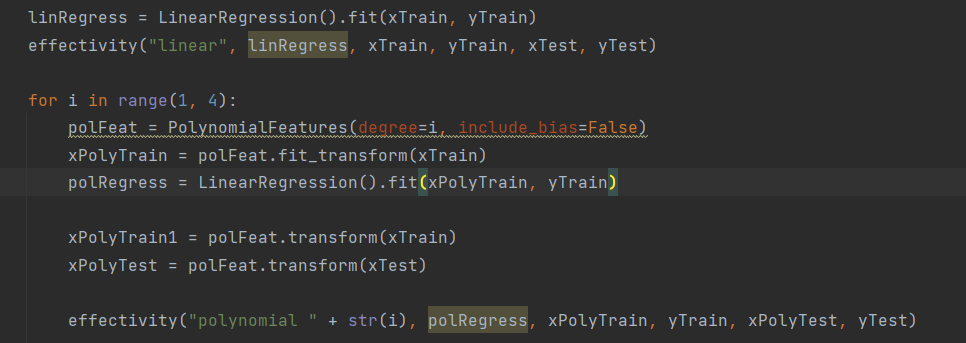 linRegress = LinearRegression().fit(xTrain, yTrain)
effectivity("linear", linRegress, xTrain, yTrain, xTest, yTest)
for i in range(1, 4):
polFeat = PolynomialFeatures(degree=i, include_bias=False)
xPolyTrain = polFeat.fit_transform(xTrain)
polRegress = LinearRegression().fit(xPolyTrain, yTrain)
xPolyTrain1 = polFeat.transform(xTrain)
xPolyTest = polFeat.transform(xTest)
effectivity("polynomial " + str(i), polRegress, xPolyTrain, yTrain, xPolyTest, yTest)